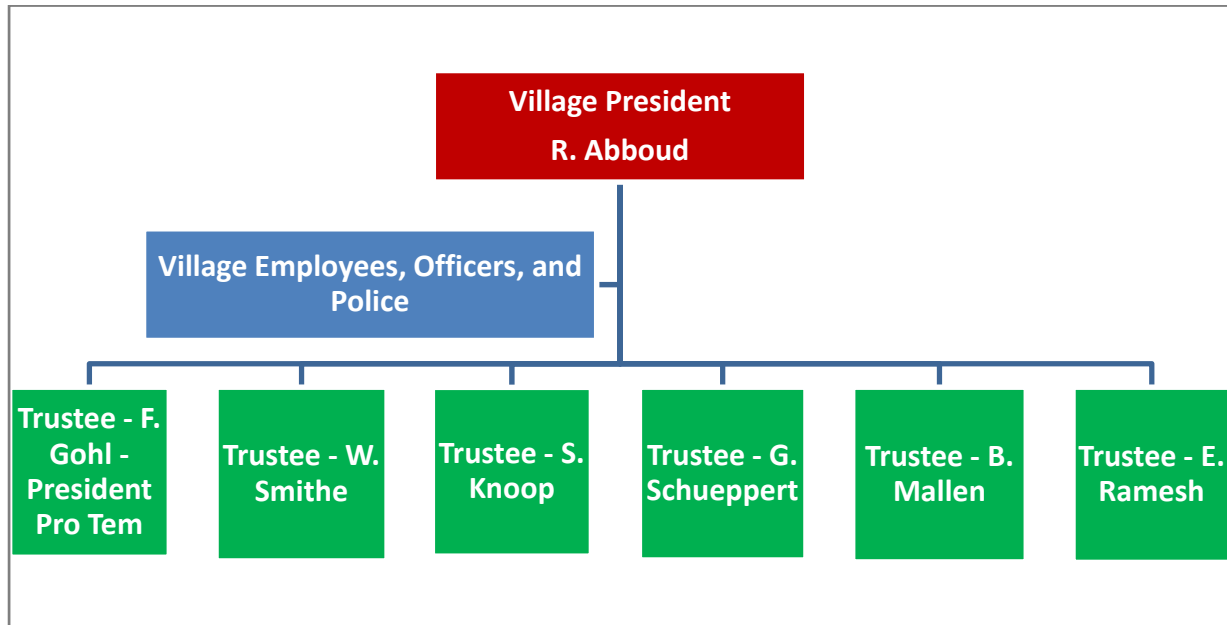 Village President
R. Abboud
Village Employees, Officers, and
Police
Trustee - F.
Gohl -
President
Pro Tem
Trustee - W.
Smithe
Trustee - S.
Knoop
Trustee - G.
Schueppert
Trustee - B.
Mallen
Trustee - E.
Ramesh